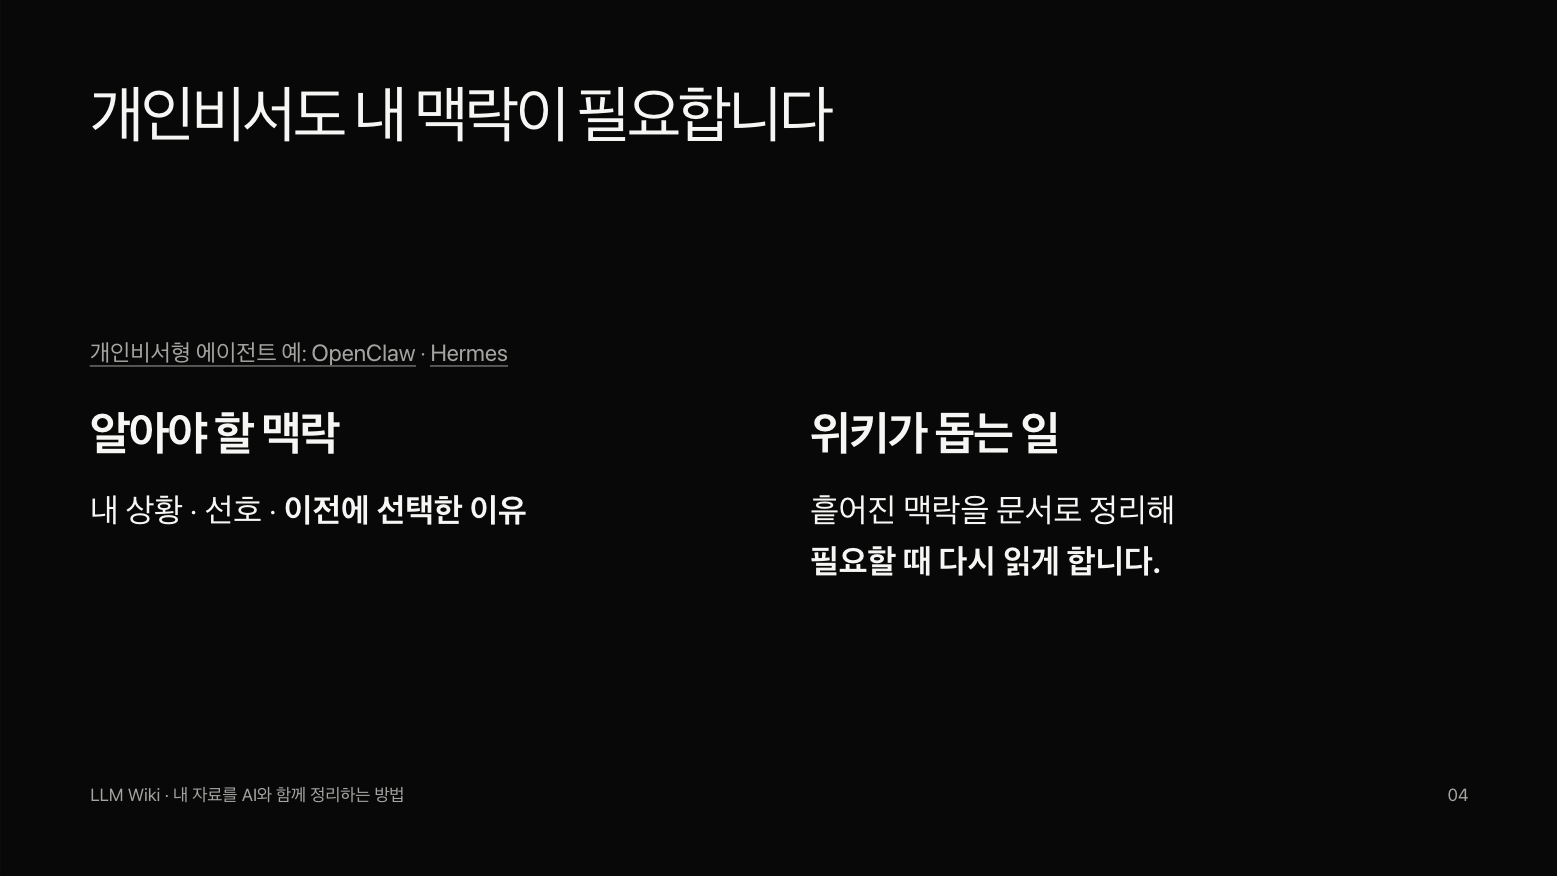 개인비서도 내 맥락이 필요합니다
개인비서형 에이전트 예: OpenClaw · Hermes
알아야 할 맥락
내 상황 · 선호 · 이전에 선택한 이유
위키가 돕는 일
흩어진 맥락을 문서로 정리해
필요할 때 다시 읽게 합니다.
LLM Wiki · 내 자료를 AI와 함께 정리하는 방법
04